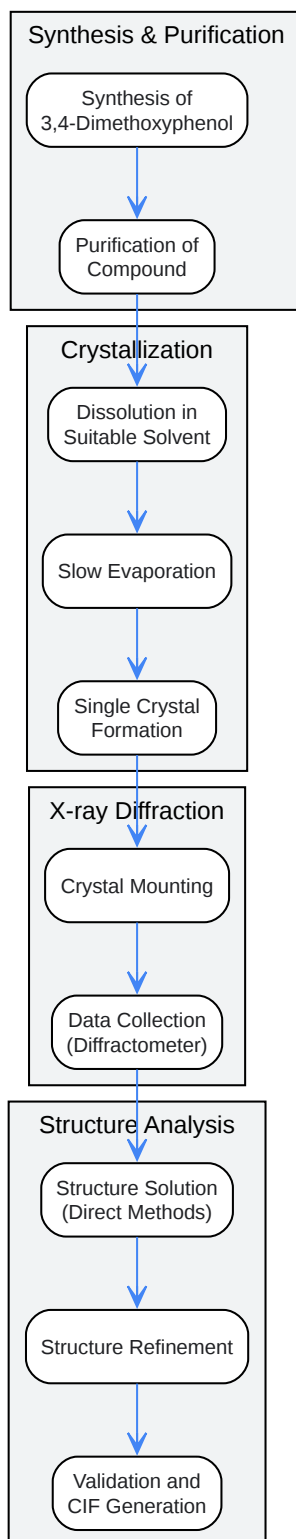 Synthesis & Purification
Synthesis of
3,4-Dimethoxyphenol
Purification of
Compound
Crystallization
Dissolution in
Suitable Solvent
Slow Evaporation
Single Crystal
Formation
X-ray Diffraction
Crystal Mounting
Data Collection
(Diffractometer)
Structure Analysis
Structure Solution
(Direct Methods)
Structure Refinement
Validation and
CIF Generation